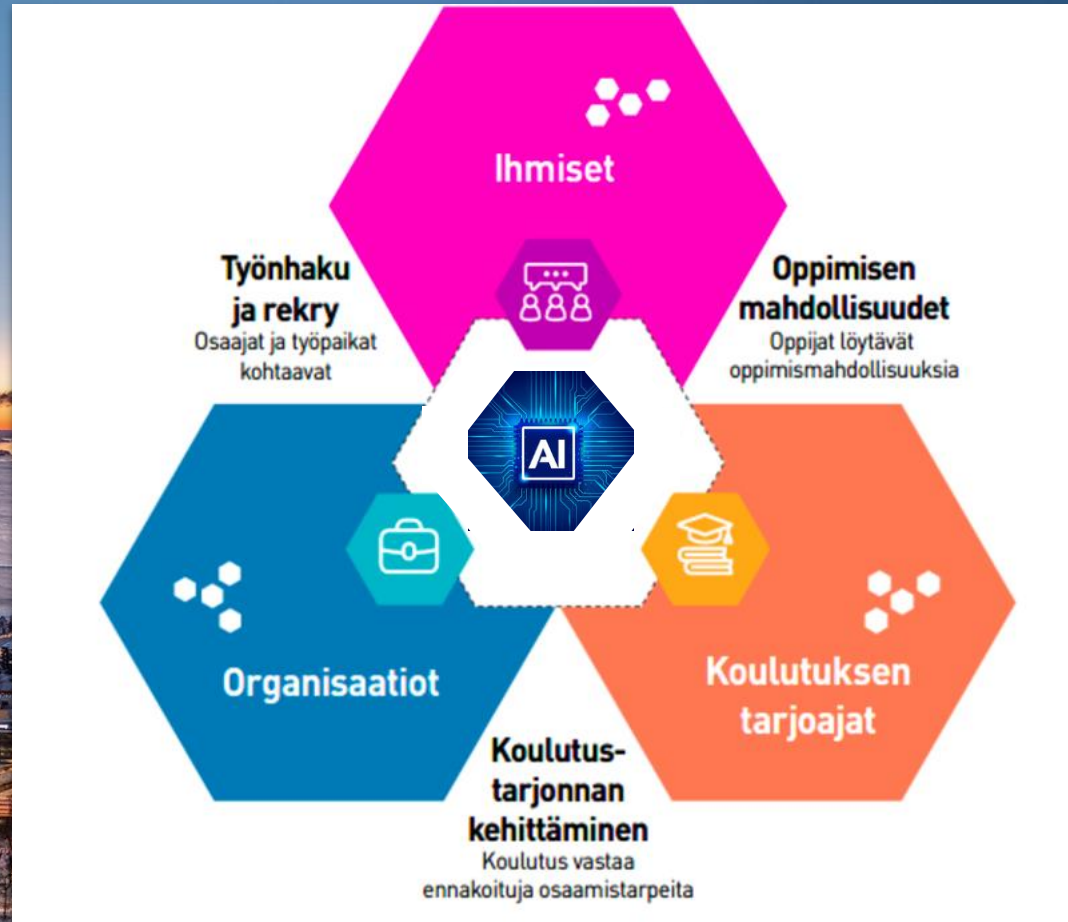 Ihmiset
Työnhaku
ja rekry
Osaajat ja työpaikat
kohtaavat
Oppimisen
mahdollisuudet
Oppijat löytävät
oppimismahdollisuuksia
AI
Organisaatiot
Koulutuksen
tarjoajat
Koulutus-
tarjonnan
kehittäminen
Koulutus vastaa
ennakoituja osaamistarpeita